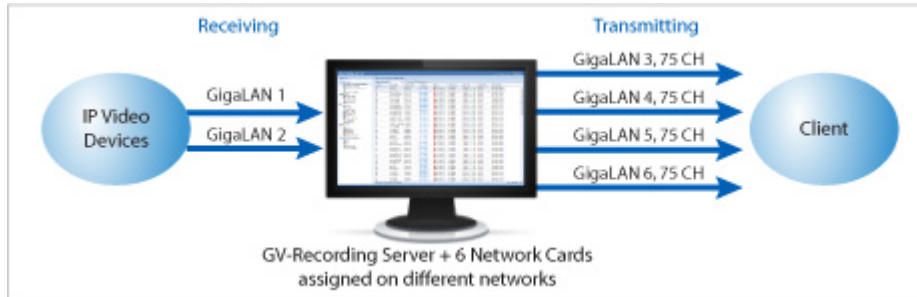 Receiving
Transmitting
IP Video
Devices
GigaLAN 1
GigaLAN 2
GigaLAN 3, 75 CH
GigaLAN 4, 75 CH
GigaLAN 5, 75 CH
GigaLAN 6, 75 CH
Client
GV-Recording Server + 6 Network Cards
assigned on different networks